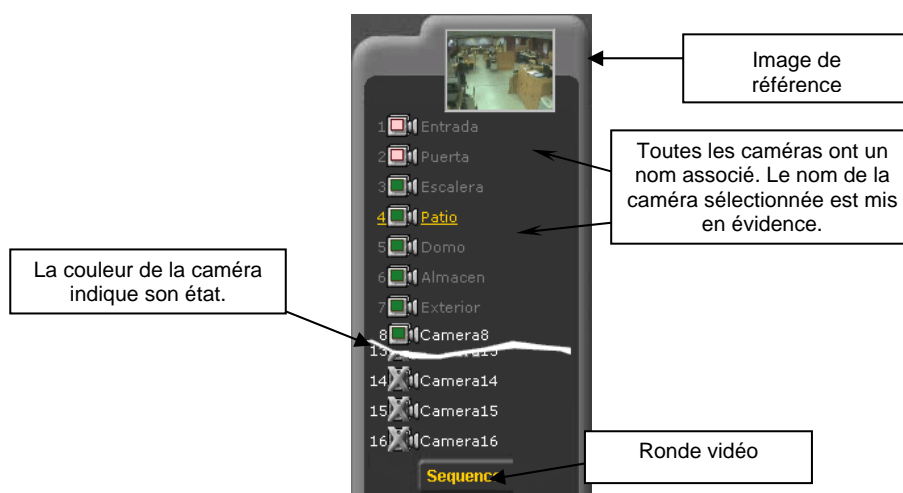 Image de
référence
1 Entrada
2 Puerta
3 Escalera
4 Patio
5 Domo
6 Almacen
7 Exterior
8 Camera8
14 Camera14
15 Camera15
16 Camera16
Sequence
Toutes les caméras ont un
nom associé. Le nom de la
caméra sélectionnée est mis
en évidence.
La couleur de la caméra
indique son état.
Ronde vidéo